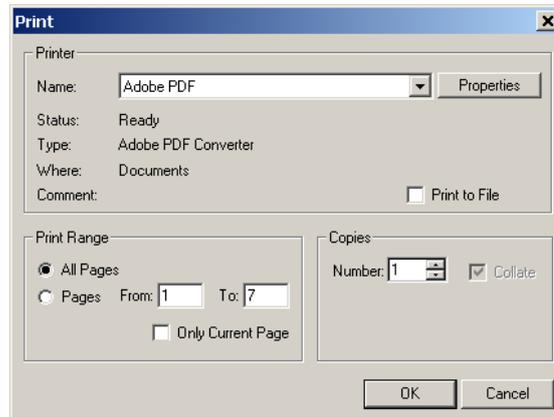 Print
Printer
Name: Adobe PDF Properties
Status: Ready
Type: Adobe PDF Converter
Where: Documents
Comment: Print to File
Print Range
All Pages
Pages From: 1 To: 7
Only Current Page
Copies
Number: 1 Collate
OK Cancel